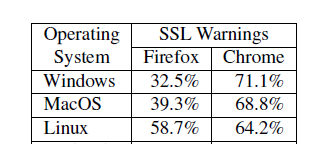 Operating System SSL Warnings
Firefox Chrome
Windows 32.5% 71.1%
MacOS 39.3% 68.8%
Linux 58.7% 64.2%